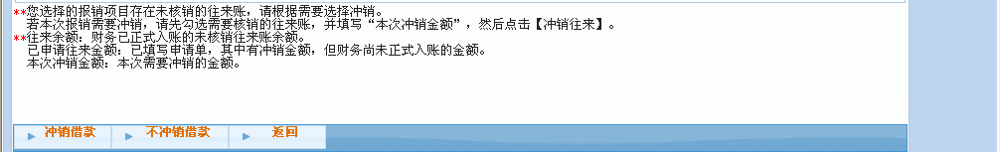 **您选择的报销项目存在未核销的往来账，请根据需要选择冲销。
若本次报销需要冲销，请先勾选需要核销的往来账，并填写“本次冲销金额”，然后点击【冲销往来】。
**往来余额：财务已正式入账的未核销往来账余额。
已申请往来金额：已填写申请单，其中有冲销金额，但财务尚未正式入账的金额。
本次冲销金额：本次需要冲销的金额。
冲销借款 不冲销借款 返回